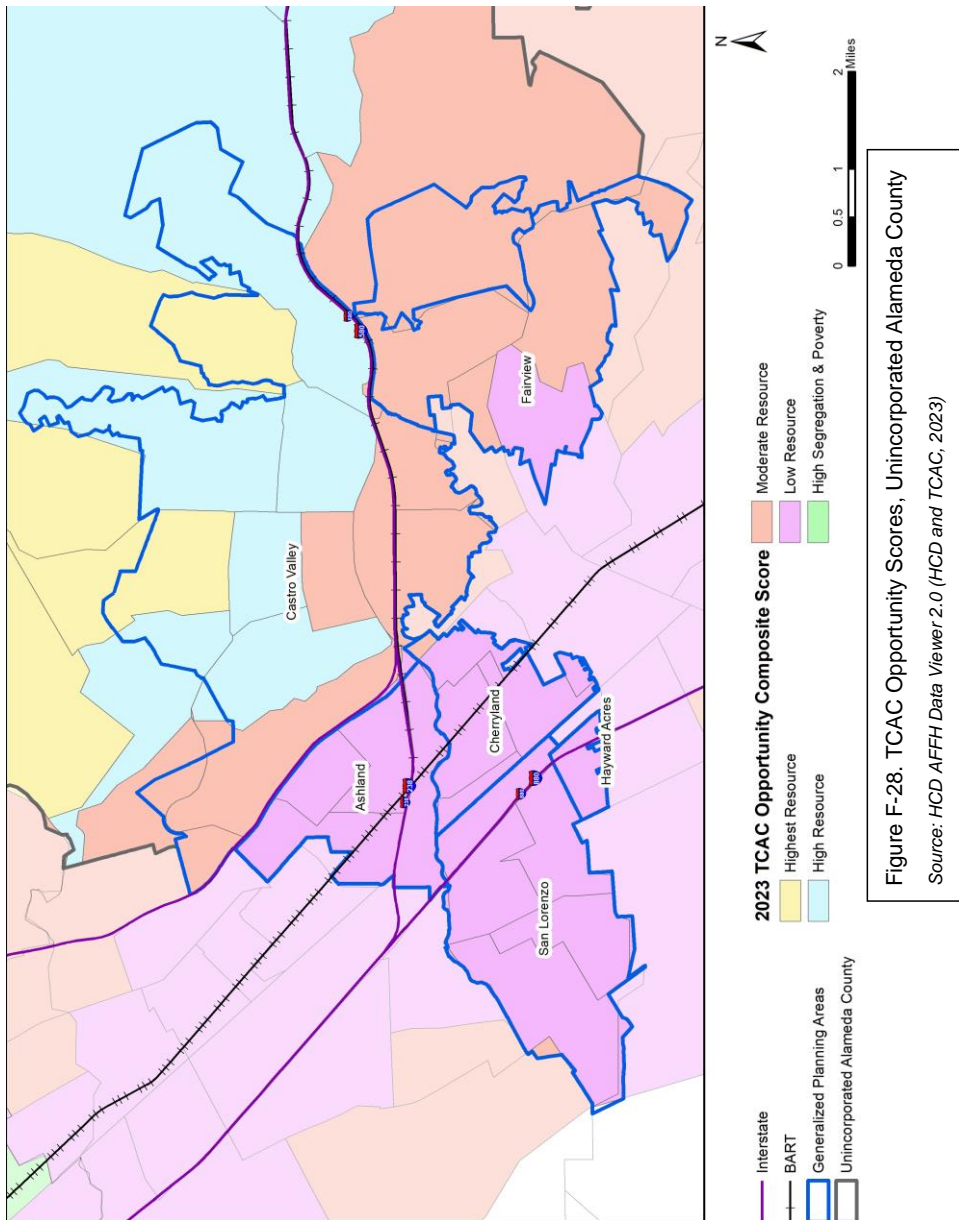 Castro Valley
Fairview
Ashland
Cherryland
Hayward Acres
San Lorenzo
N
Interstate
BART
Generalized Planning Areas
Unincorporated Alameda County
2023 TCAC Opportunity Composite Score
Highest Resource
High Resource
Moderate Resource
Low Resource
High Segregation & Poverty
0 0.5 1 2
Miles
Figure F-28. TCAC Opportunity Scores, Unincorporated Alameda County
Source: HCD AFFH Data Viewer 2.0 (HCD and TCAC, 2023)